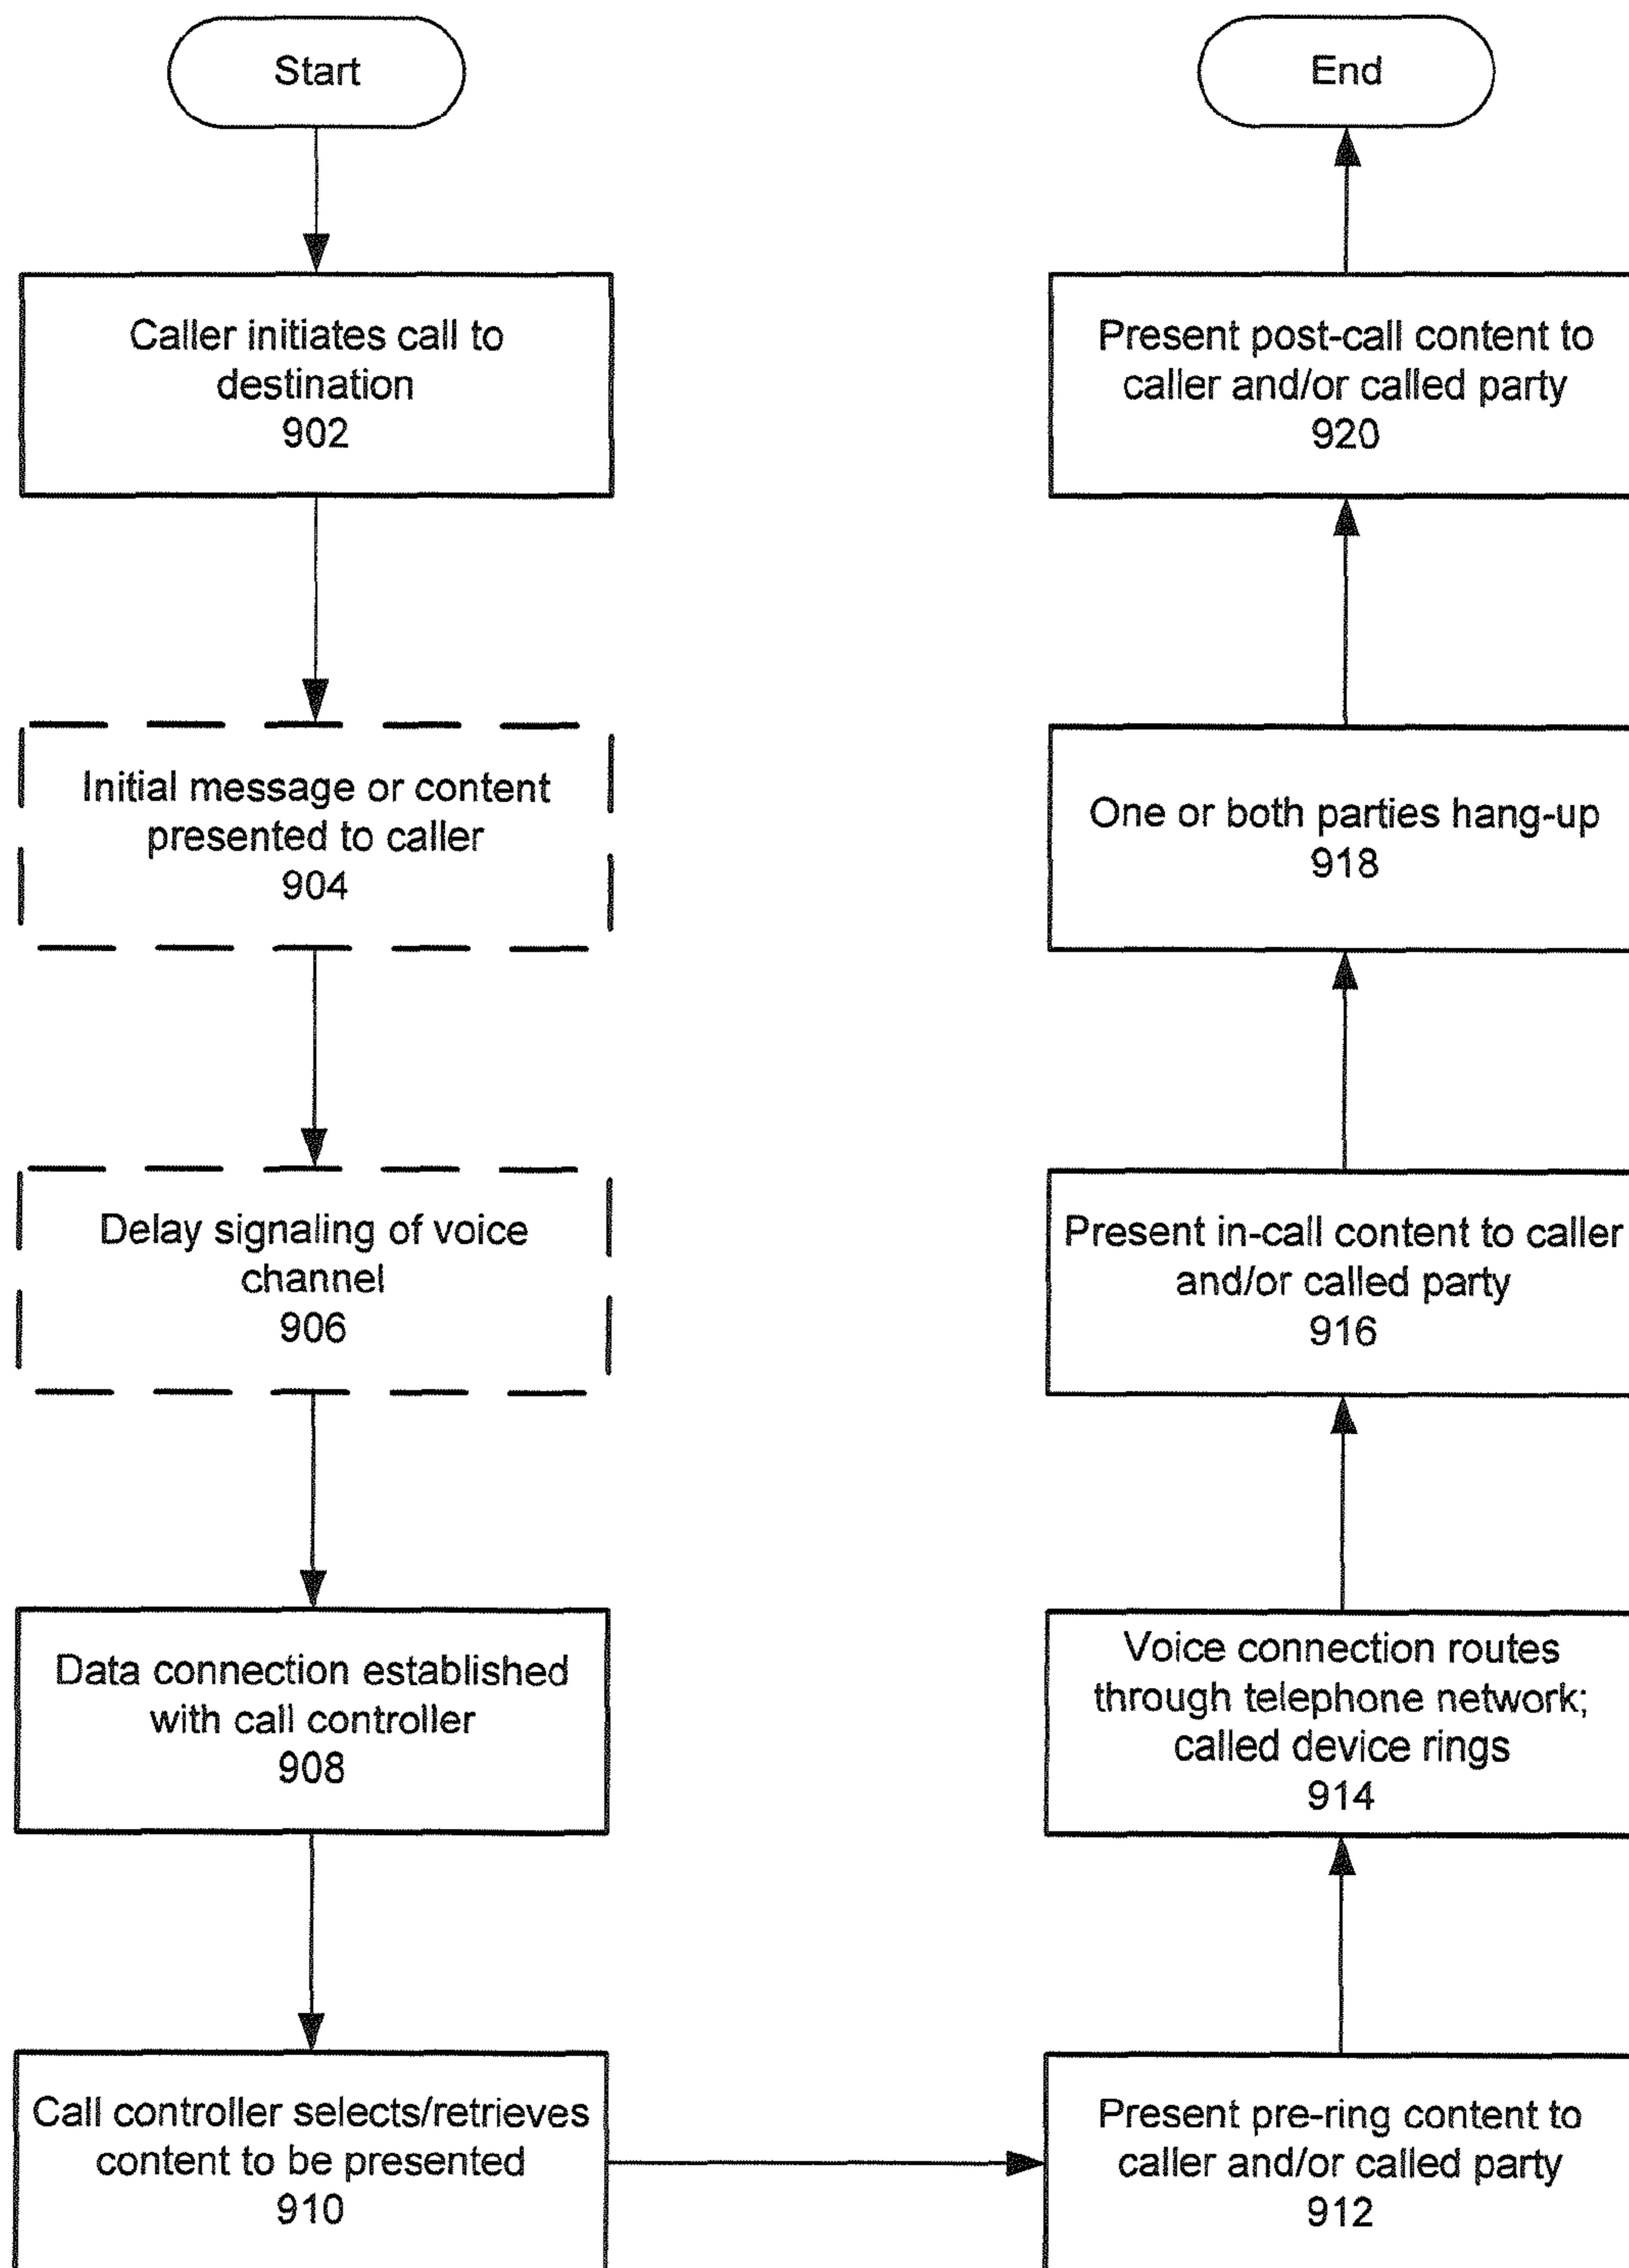 Start
Caller initiates call to
destination
902
Initial message or content
presented to caller
904
Delay signaling of voice
channel
906
Data connection established
with call controller
908
Call controller selects/retrieves
content to be presented
910
End
Present post-call content to
caller and/or called party
920
One or both parties hang-up
918
Present in-call content to caller
and/or called party
916
Voice connection routes
through telephone network;
called device rings
914
Present pre-ring content to
caller and/or called party
912